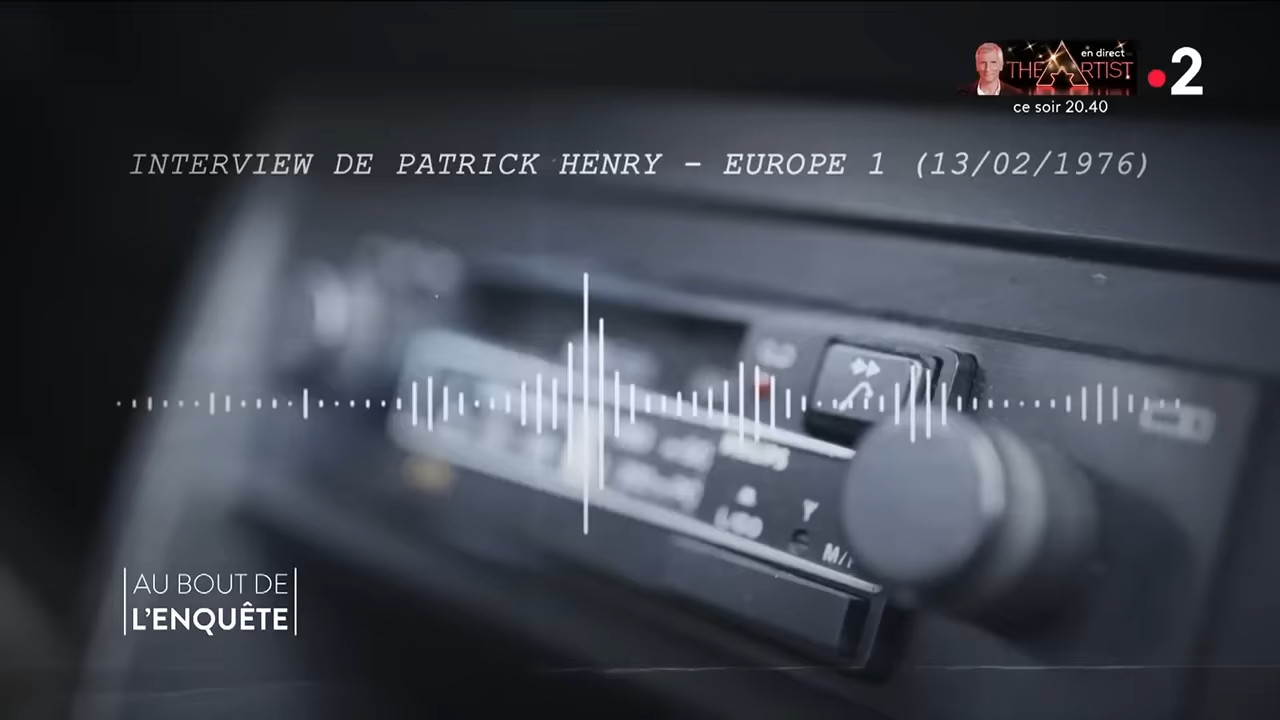 en direct
THE ARTIST
2
ce soir 20.40
INTERVIEW DE PATRICK HENRY - EUROPE 1 (13/02/1976)
M/
AU BOUT DE
L'ENQUÊTE